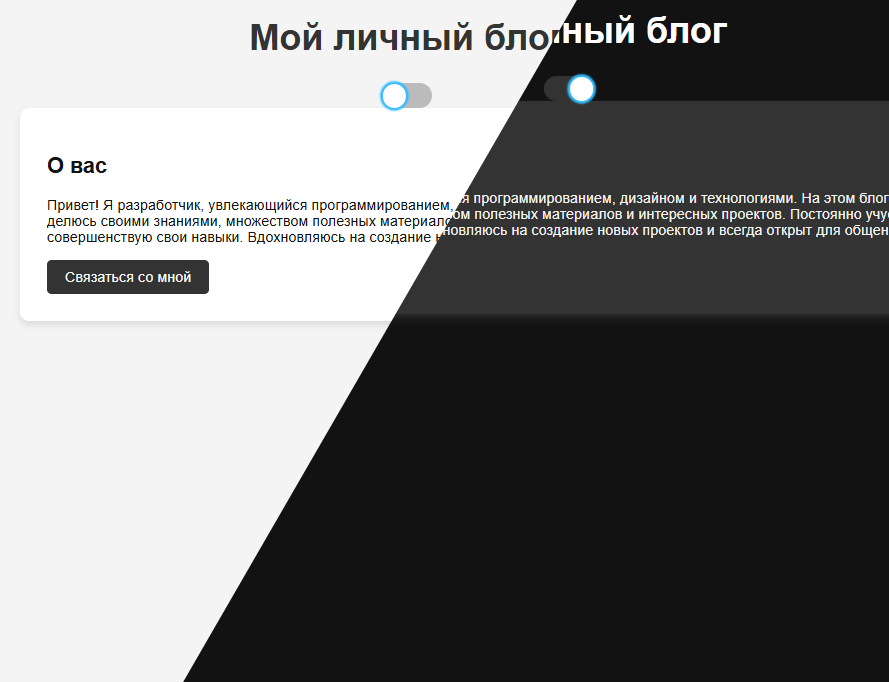 Мой личный блог
ный блог
О вас
Привет! Я разработчик, увлекающийся программированием,
делюсь своими знаниями, множеством полезных материало
совершенствую свои навыки. Вдохновляюсь на создание
Связаться со мной
я программированием, дизайном и технологиями. На этом блог
ом полезных материалов и интересных проектов. Постоянно учус
новляюсь на создание новых проектов и всегда открыт для общен